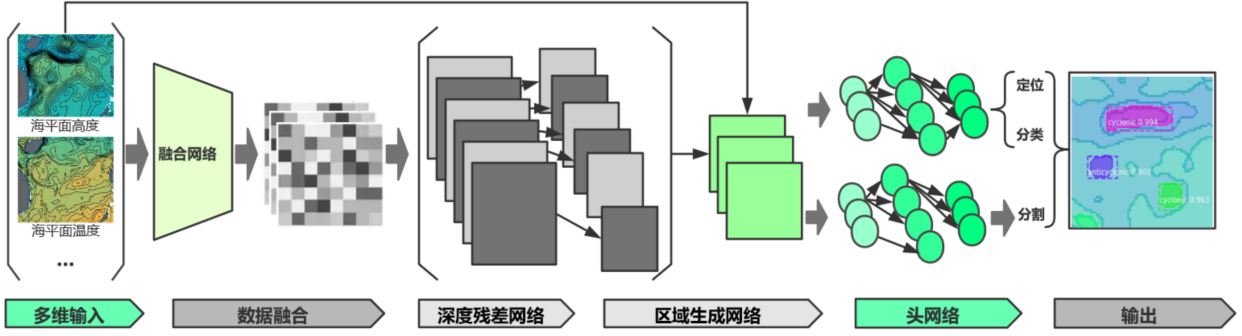 海平面高度
海平面温度
...
融合网络
定位
分类
分割
cyclonic 0.994
anticyclonic 0.901
cyclonic 0.963
多维输入
数据融合
深度残差网络
区域生成网络
头网络
输出